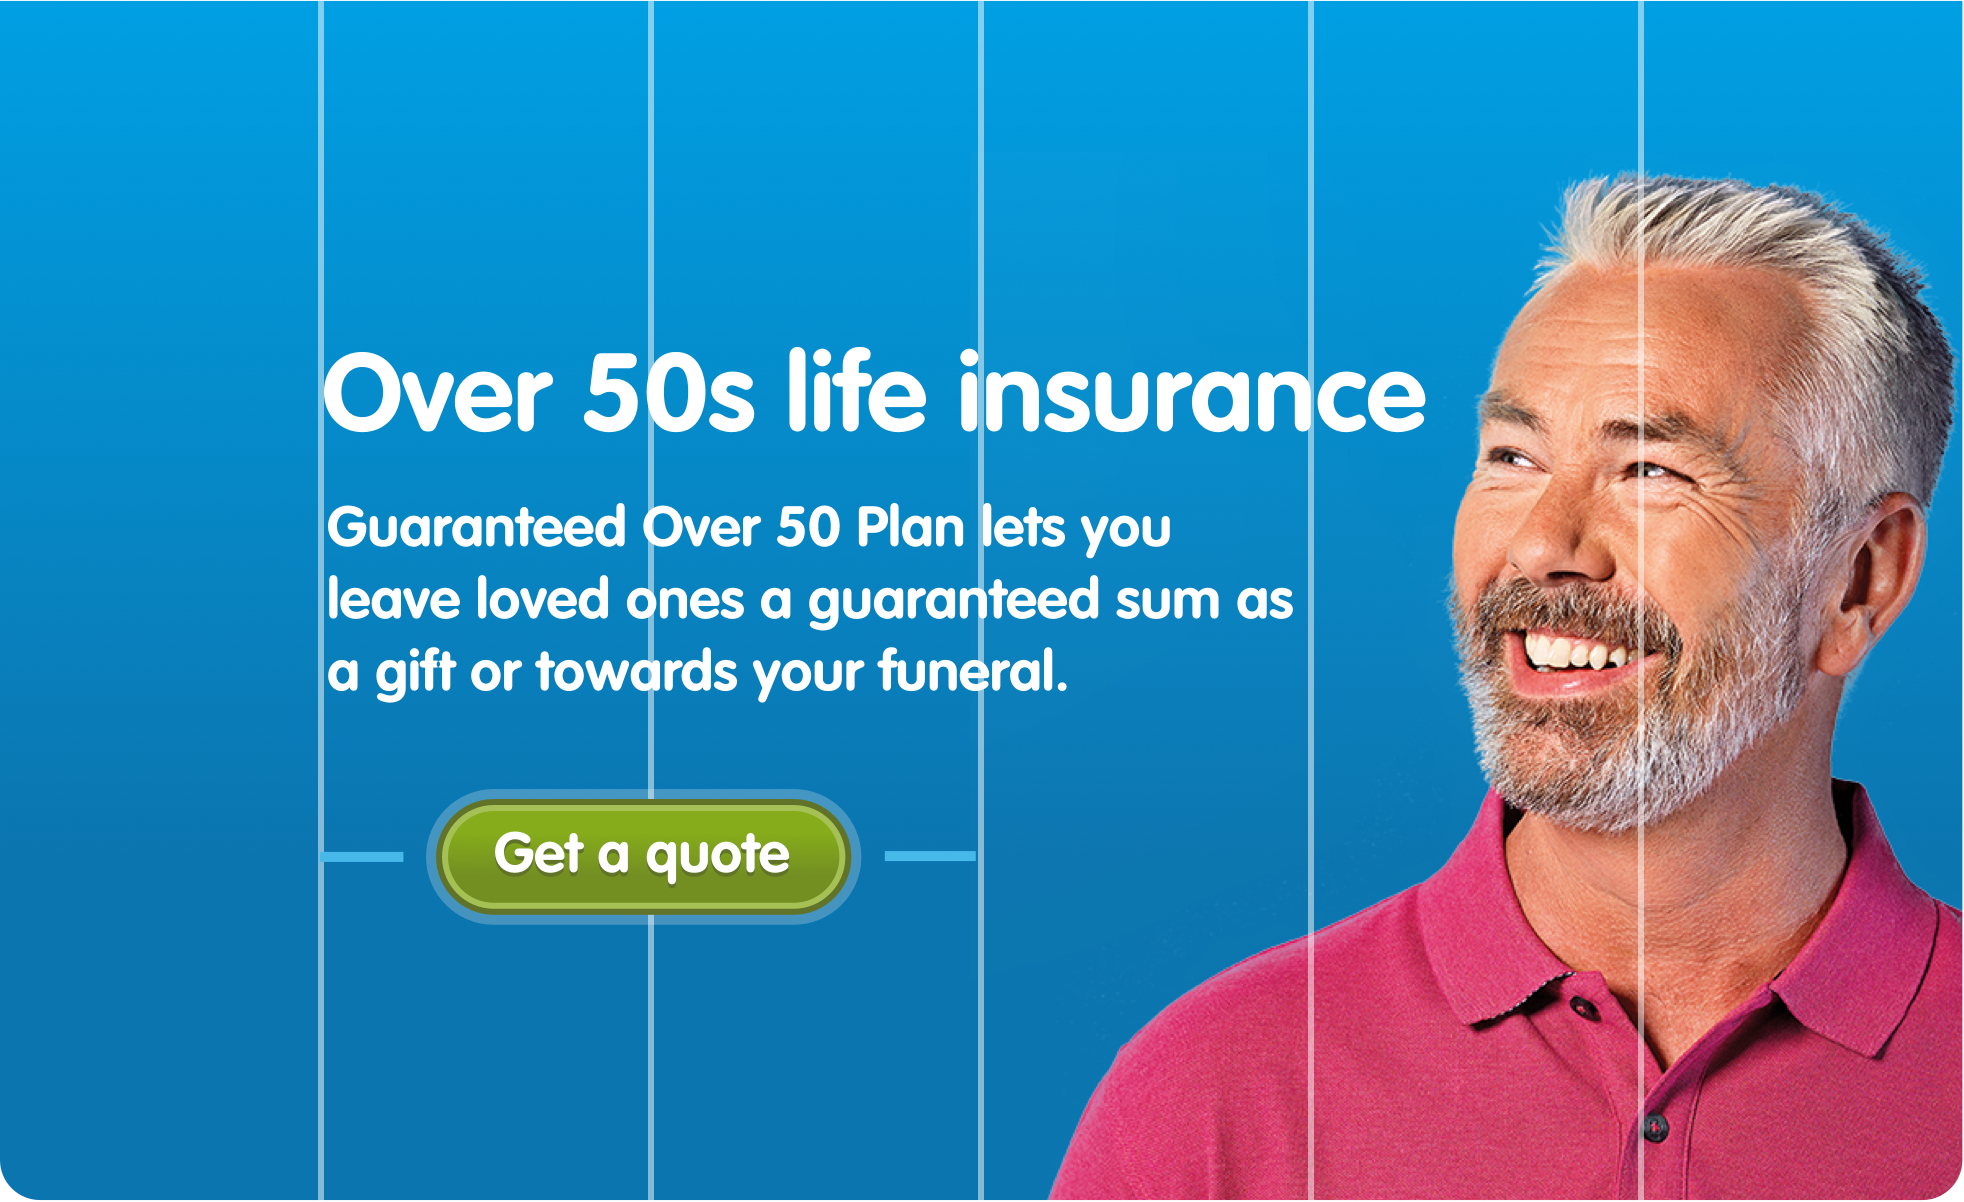 Over 50s life insurance
Guaranteed Over 50 Plan lets you
leave loved ones a guaranteed sum as
a gift or towards your funeral.
Get a quote